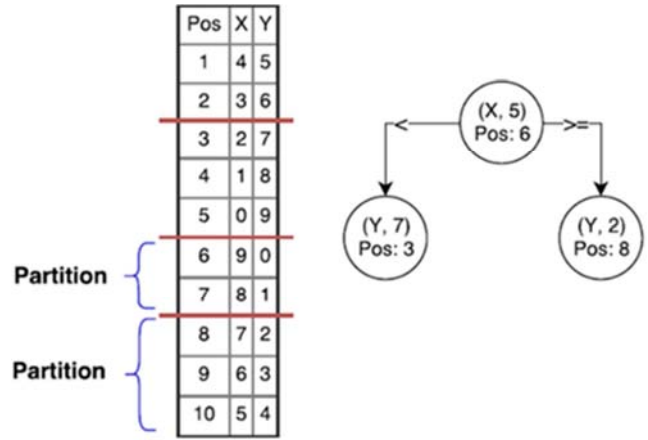 Pos X Y
1 4 5
2 3 6
3 2 7
4 1 8
5 0 9
6 9 0
7 8 1
8 7 2
9 6 3
10 5 4
Partition
Partition
(X, 5)
Pos: 6
<
>=
(Y, 7)
Pos: 3
(Y, 2)
Pos: 8